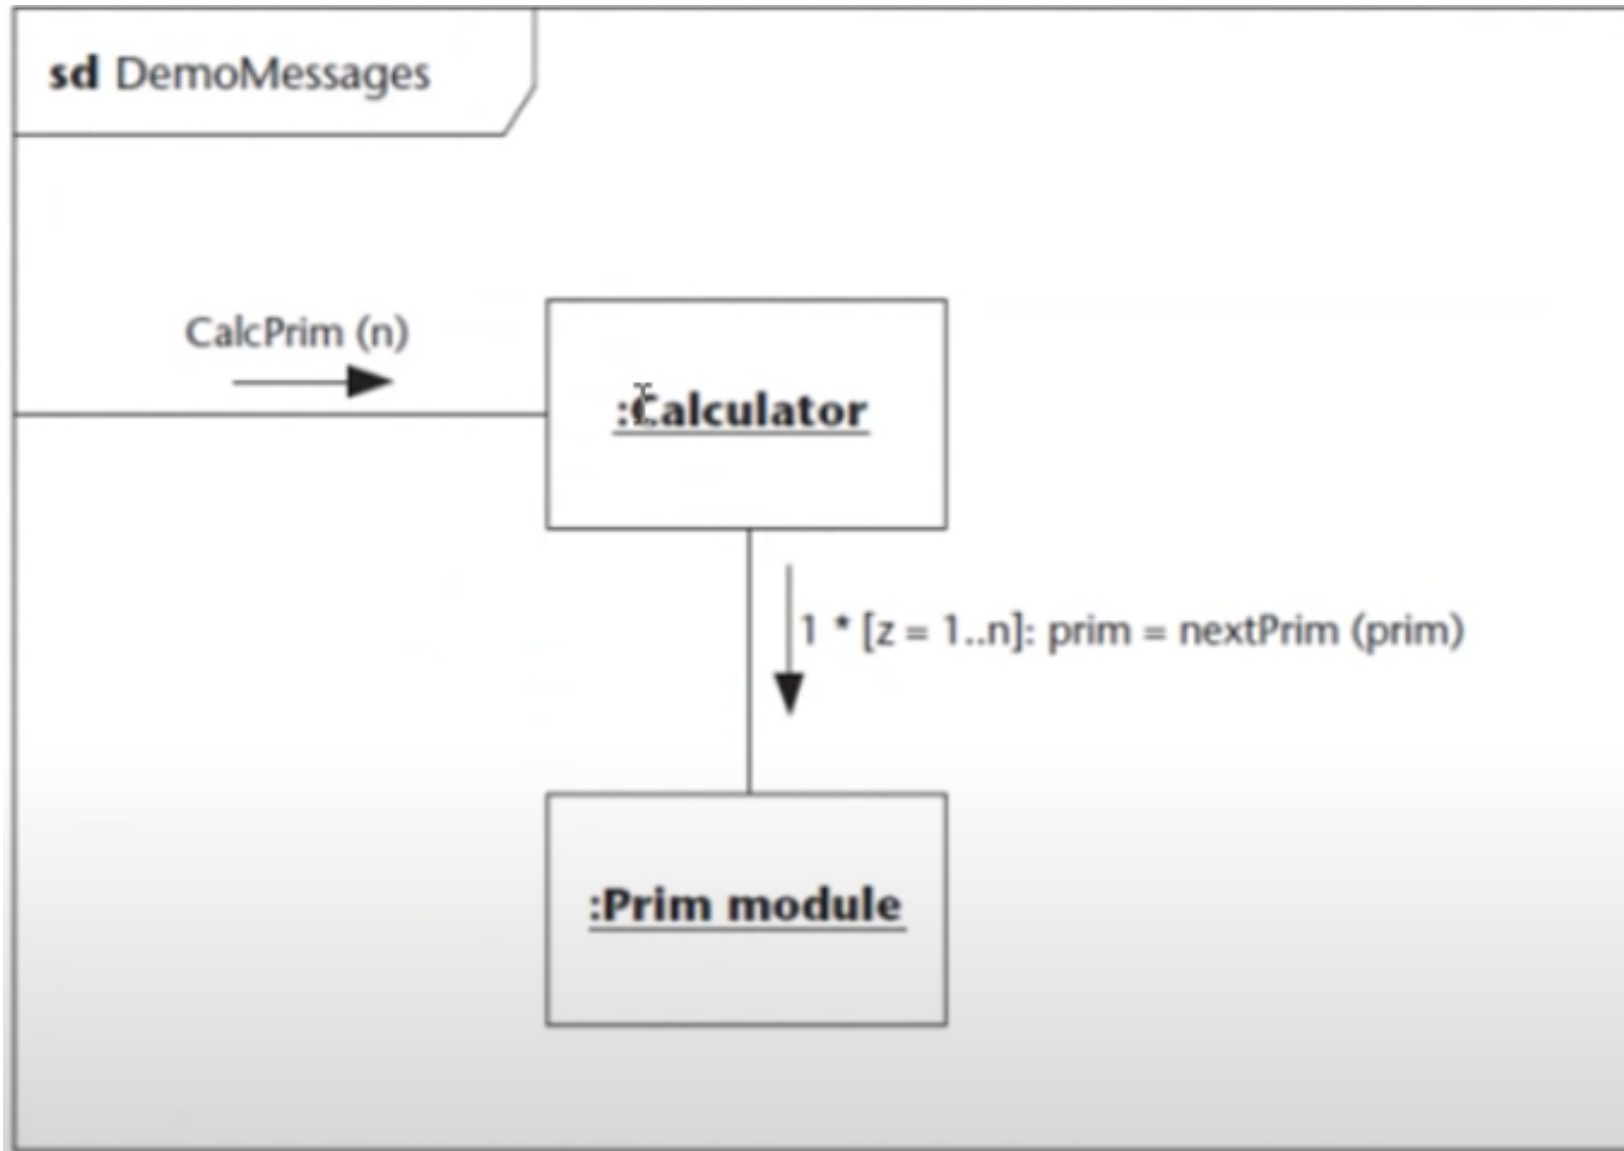 sd DemoMessages
CalcPrim (n)
:Calculator
1 * [z = 1..n]: prim = nextPrim (prim)
:Prim module